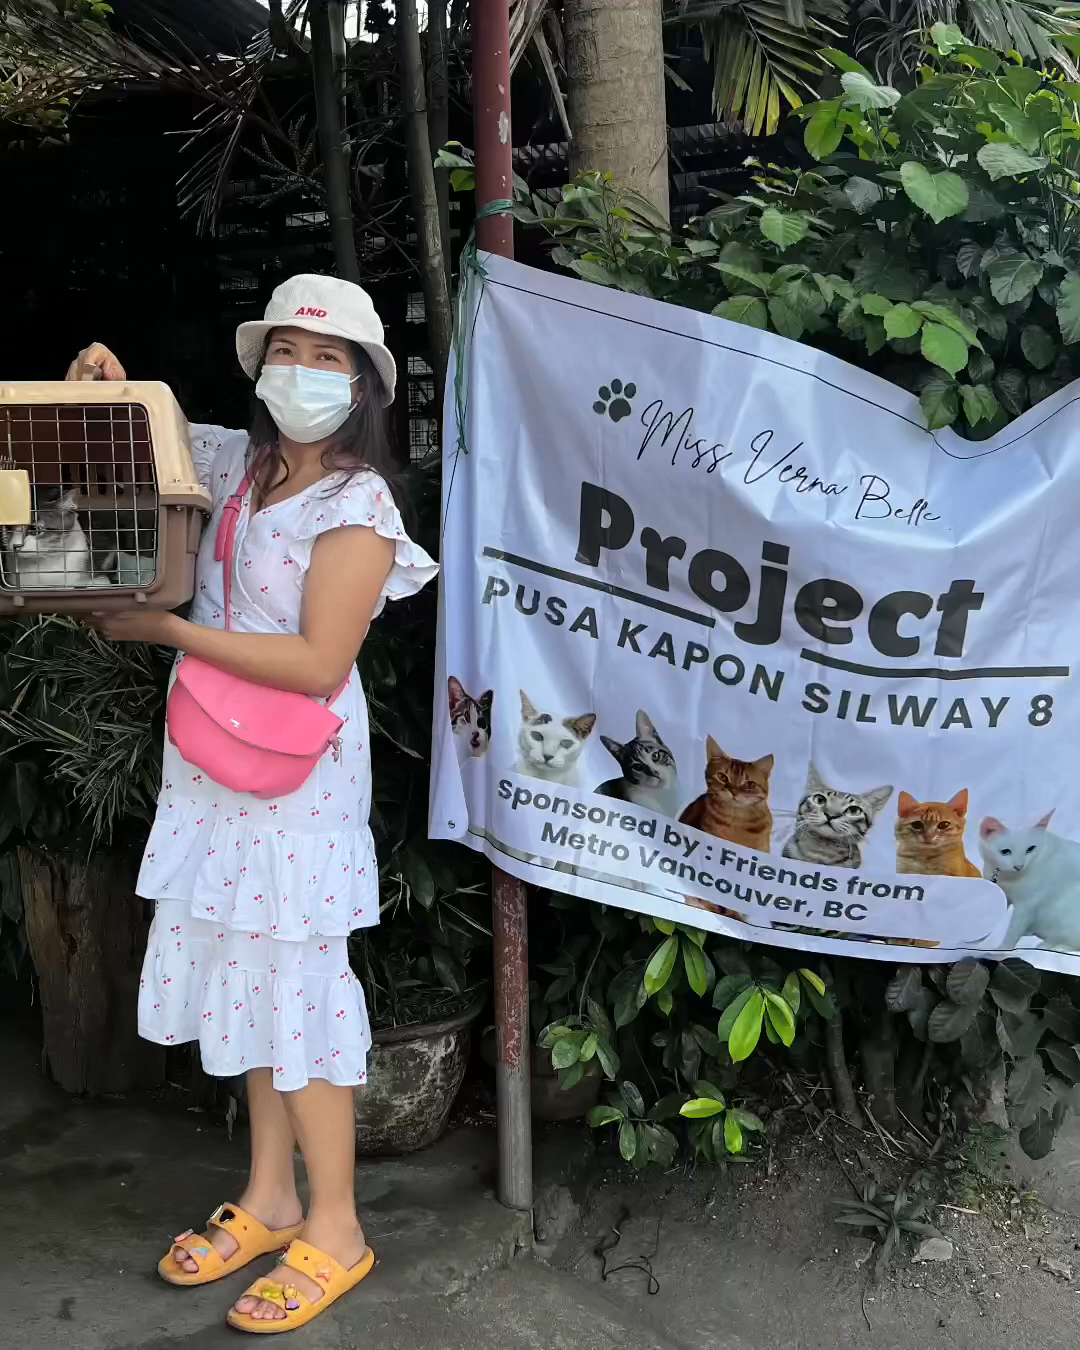 AND
Miss Verna Belle
Project
PUSA KAPON SILWAY 8
Sponsored by : Friends from
Metro Vancouver, BC